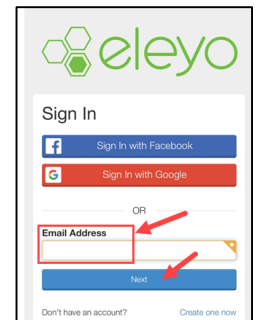 eleyo
Sign In
Sign In with Facebook
G Sign In with Google
OR
Email Address
Next
Don't have an account? Create one now